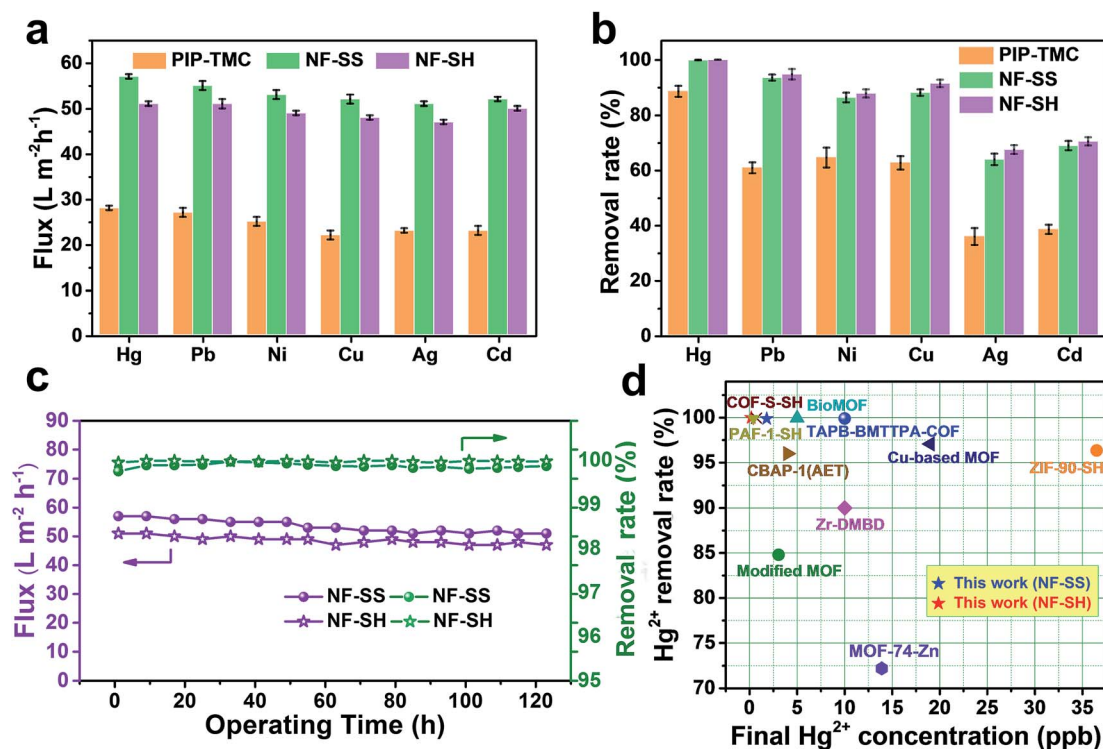 a
PIP-TMC NF-SS NF-SH
Flux (L m⁻²h⁻¹)
60
50
40
30
20
10
0
Hg Pb Ni Cu Ag Cd
b
PIP-TMC
NF-SS
NF-SH
Removal rate (%)
100
80
60
40
20
0
Hg Pb Ni Cu Ag Cd
c
Flux (L m⁻² h⁻¹)
90
80
70
60
50
40
30
20
10
0
NF-SS NF-SS
NF-SH NF-SH
Removal rate (%)
100
99
98
97
96
95
0 20 40 60 80 100 120
Operating Time (h)
d
Hg²⁺ removal rate (%)
100
95
90
85
80
75
70
COF-S-SH
BioMOF
PAF-1-SH
TAPB-BMTTPA-COF
CBAP-1(AET)
Cu-based MOF
ZIF-90-SH
Zr-DMBD
Modified MOF
This work (NF-SS)
This work (NF-SH)
MOF-74-Zn
0 5 10 15 20 25 30 35
Final Hg²⁺ concentration (ppb)